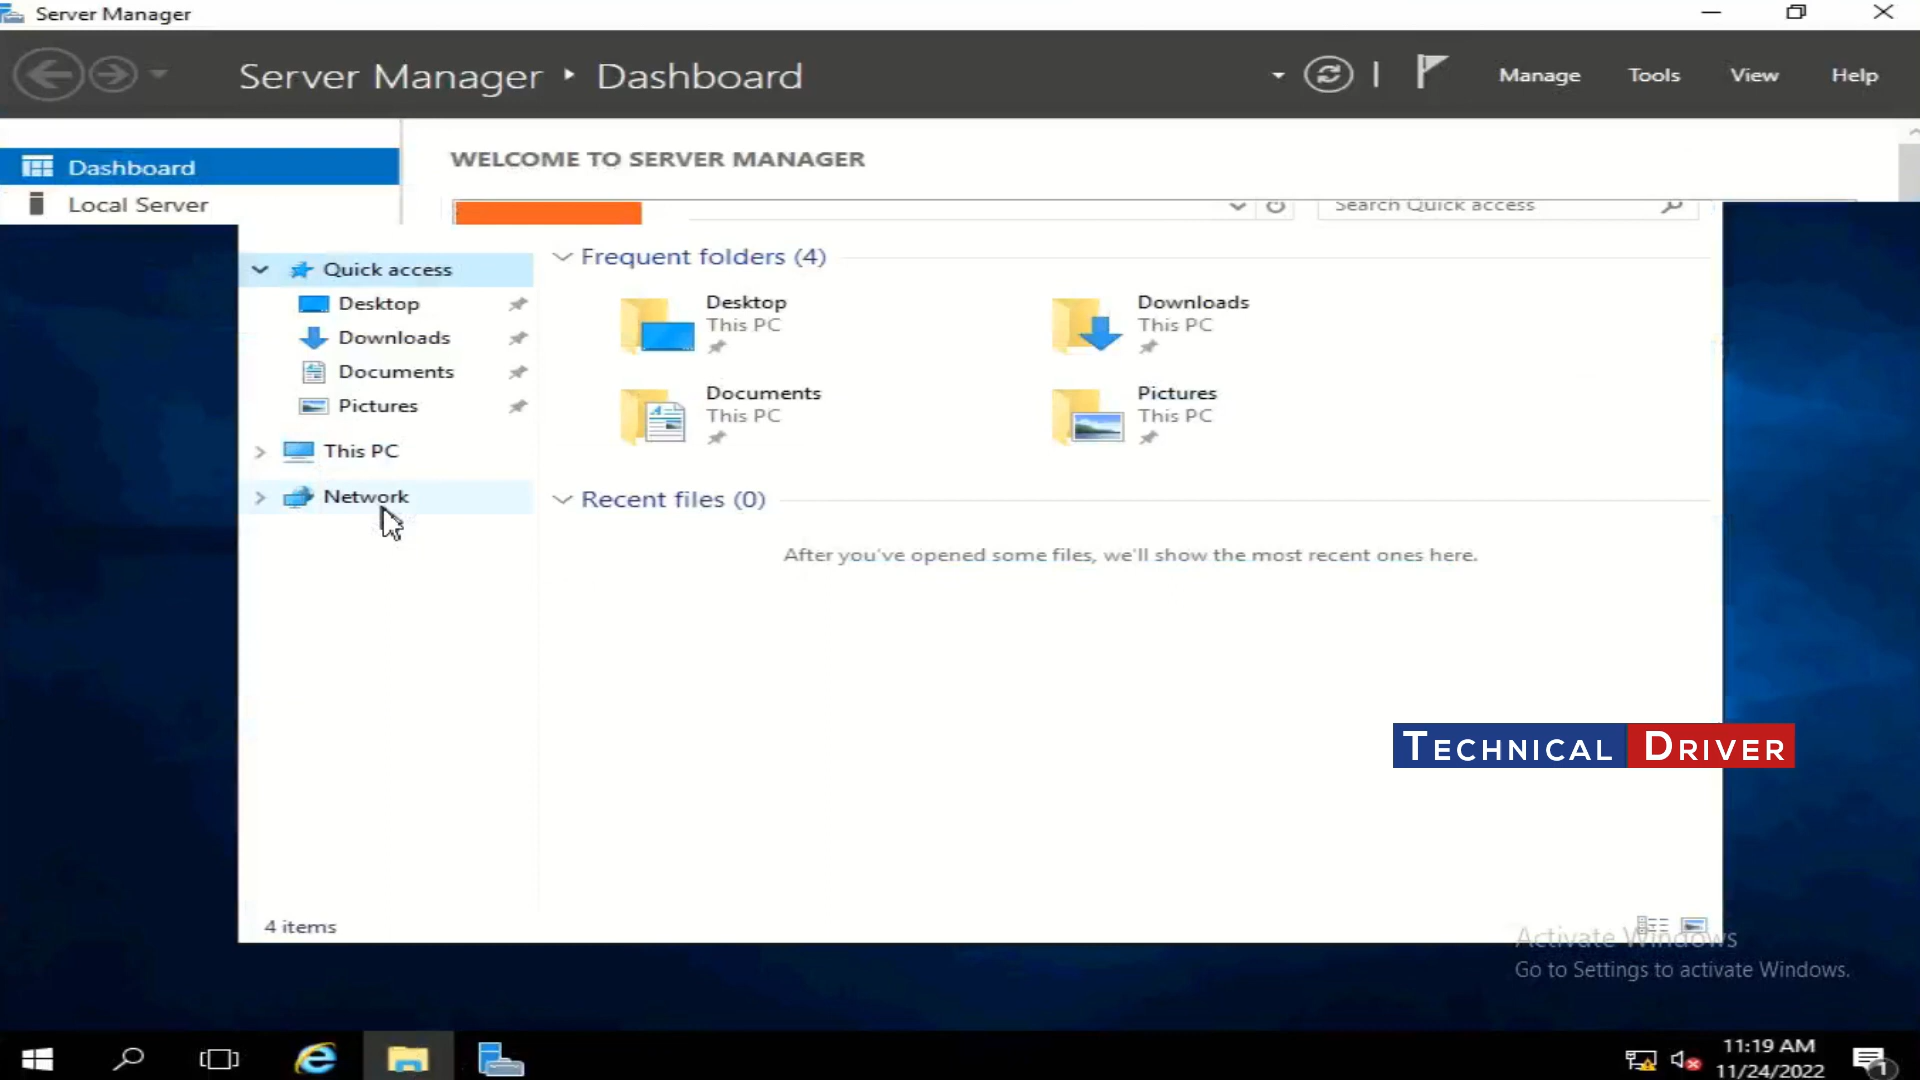 Server Manager
Server Manager ‣ Dashboard
Manage Tools View Help
Dashboard
Local Server
WELCOME TO SERVER MANAGER
Search Quick access
Quick access
Desktop
Downloads
Documents
Pictures
This PC
Network
Frequent folders (4)
Desktop
This PC
Downloads
This PC
Documents
This PC
Pictures
This PC
Recent files (0)
After you've opened some files, we'll show the most recent ones here.
TECHNICAL DRIVER
4 items
Activate Windows
Go to Settings to activate Windows.
11:19 AM
11/24/2022
1